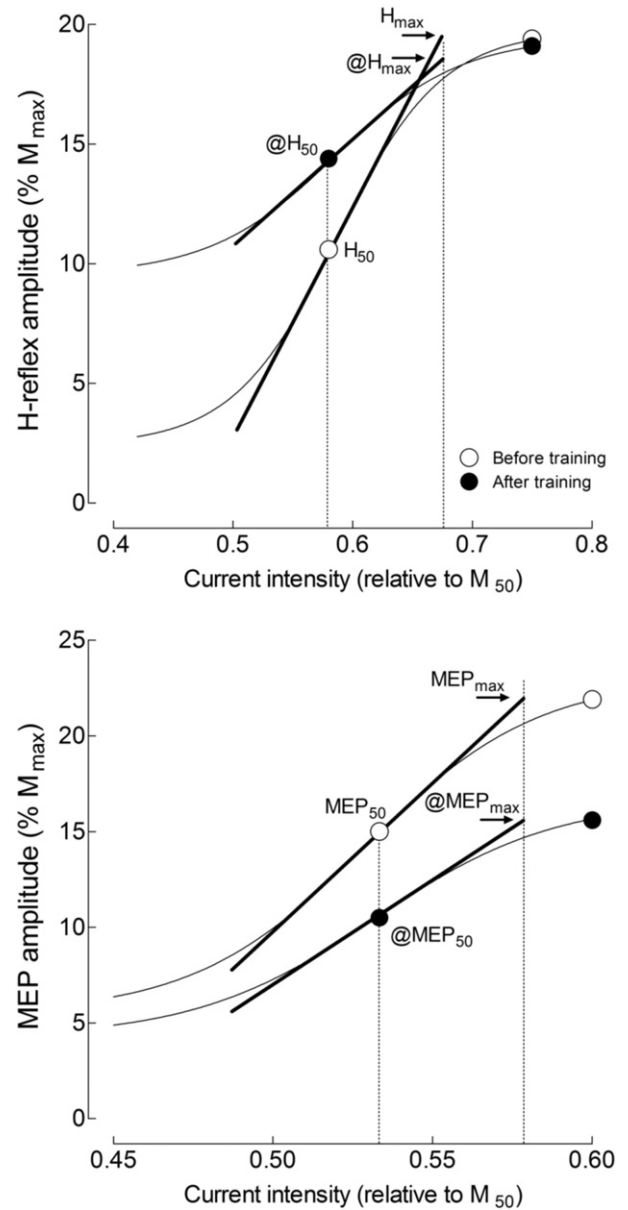 20
15
10
5
0
H-reflex amplitude (% Mmax)
Hmax
@Hmax
@H50
H50
Before training
After training
0.4 0.5 0.6 0.7 0.8
Current intensity (relative to M50)
25
20
15
10
5
0
MEP amplitude (% Mmax)
MEPmax
MEP50
@MEPmax
@MEP50
0.45 0.50 0.55 0.60
Current intensity (relative to M50)